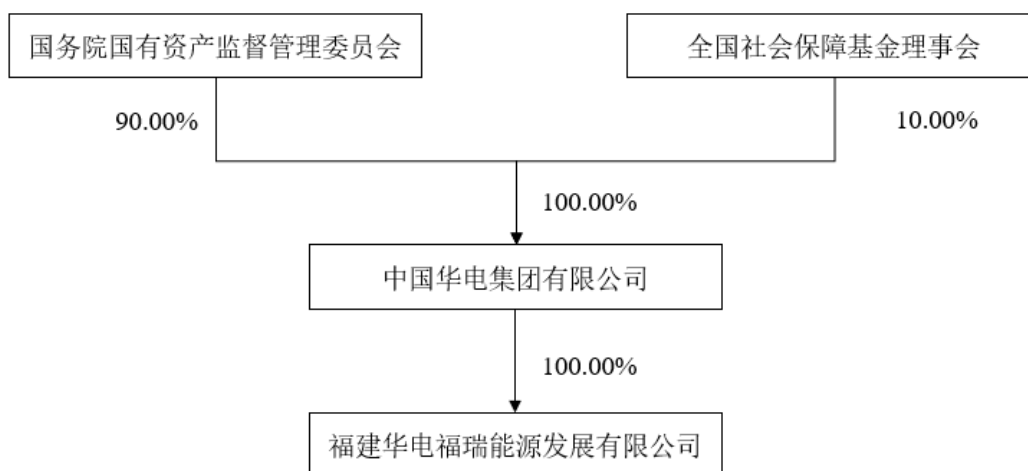 国务院国有资产监督管理委员会
全国社会保障基金理事会
90.00%
10.00%
100.00%
中国华电集团有限公司
100.00%
福建华电福瑞能源发展有限公司